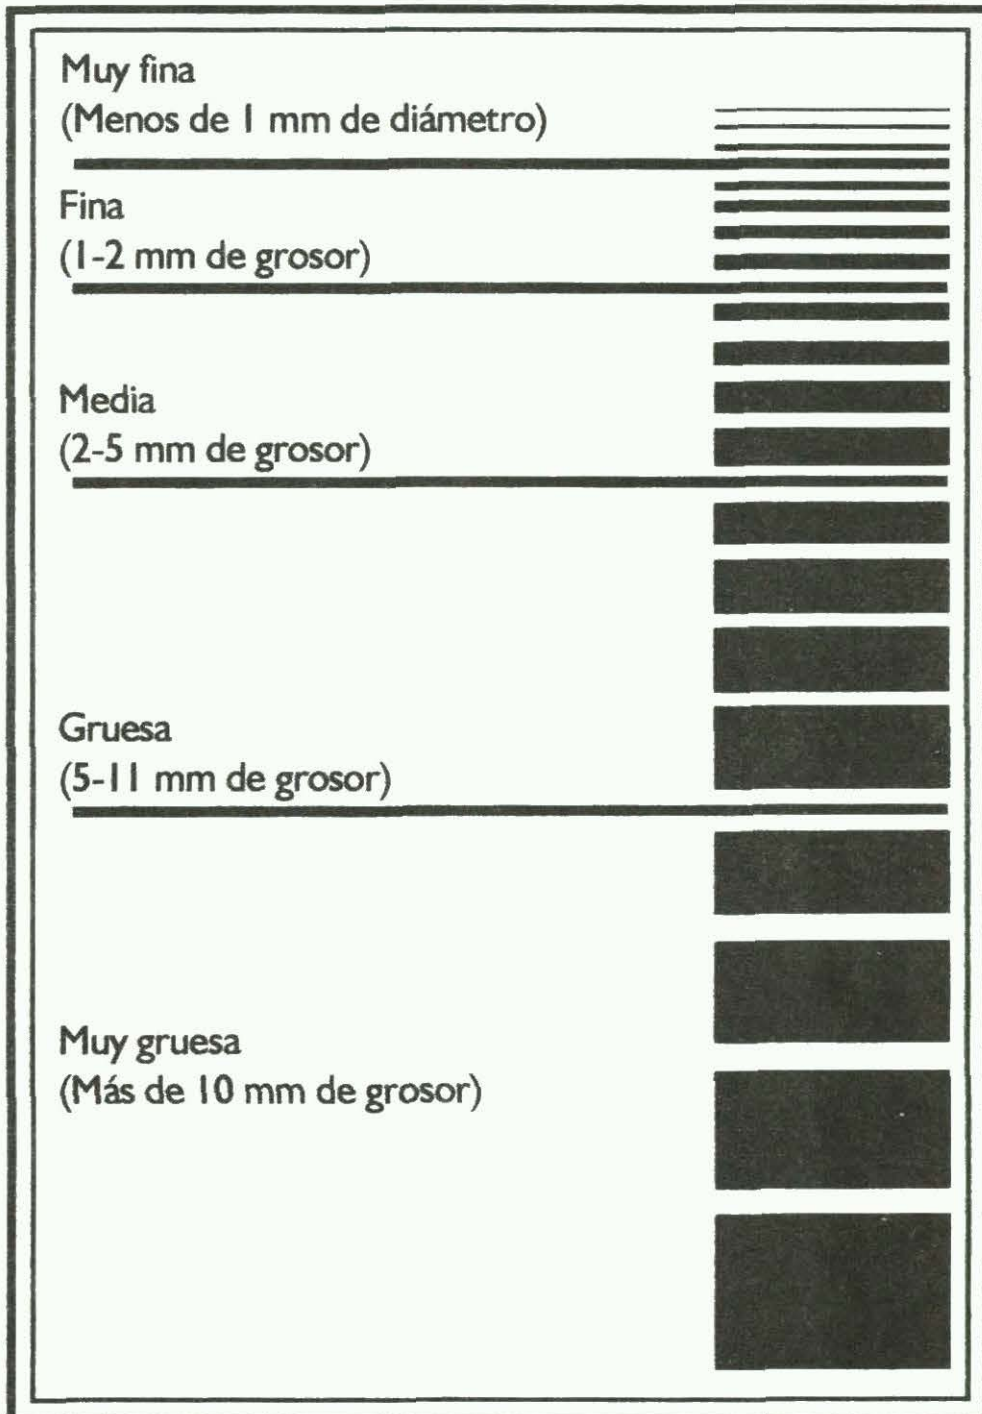 Muy fina
(Menos de 1 mm de diámetro)
Fina
(1-2 mm de grosor)
Media
(2-5 mm de grosor)
Gruesa
(5-11 mm de grosor)
Muy gruesa
(Más de 10 mm de grosor)